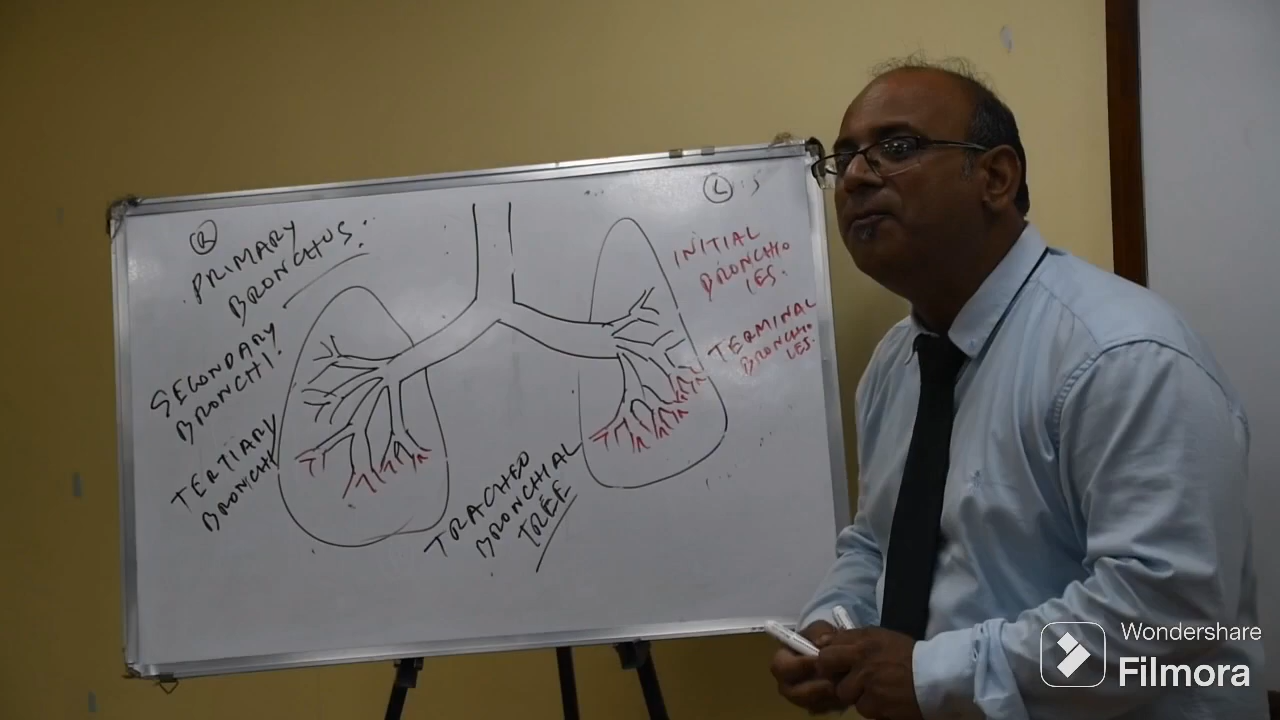 R
PRIMARY
BRONCHUS.
SECONDARY
BRONCHI.
TERTIARY
BRONCHI
TRACHEO
BRONCHIAL
TREE
L
INITIAL
BRONCHIO
LES.
TERMINAL
BRONCHIO
LES.
Wondershare
Filmora